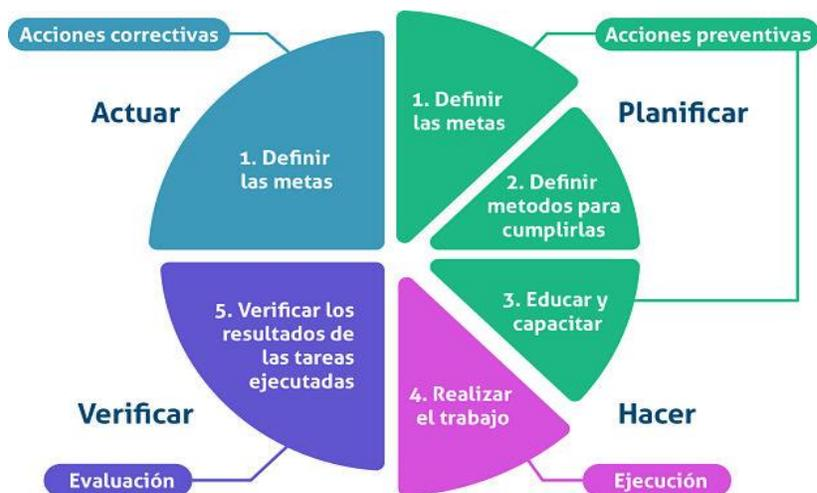 Acciones correctivas
Acciones preventivas
Actuar
Planificar
1. Definir
las metas
1. Definir
las metas
2. Definir
metodos para
cumplirlas
3. Educar y
capacitar
5. Verificar los
resultados de
las tareas
ejecutadas
4. Realizar
el trabajo
Verificar
Hacer
Evaluación
Ejecución